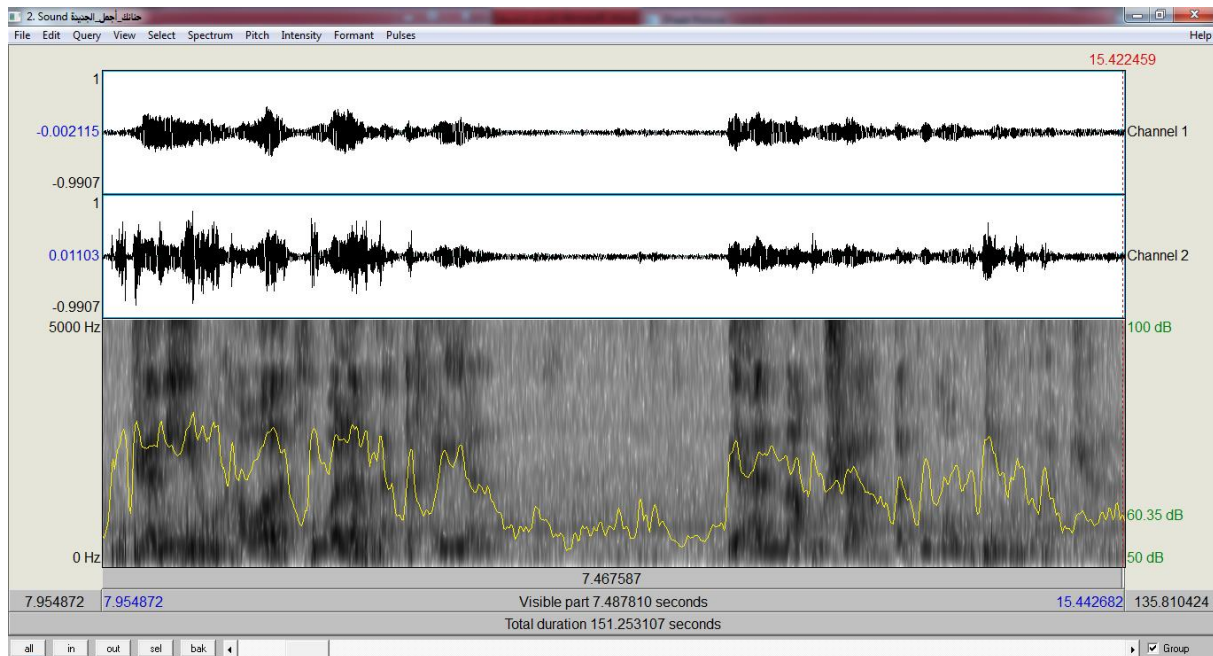 2. Sound حنانك_أجمل_الجديدة
File Edit Query View Select Spectrum Pitch Intensity Formant Pulses Help
15.422459
1
-0.002115 Channel 1
-0.9907
1
0.01103 Channel 2
-0.9907
5000 Hz 100 dB
60.35 dB
0 Hz 50 dB
7.467587
7.954872 7.954872 Visible part 7.487810 seconds 15.442682 135.810424
Total duration 151.253107 seconds
all in out sel bak Group